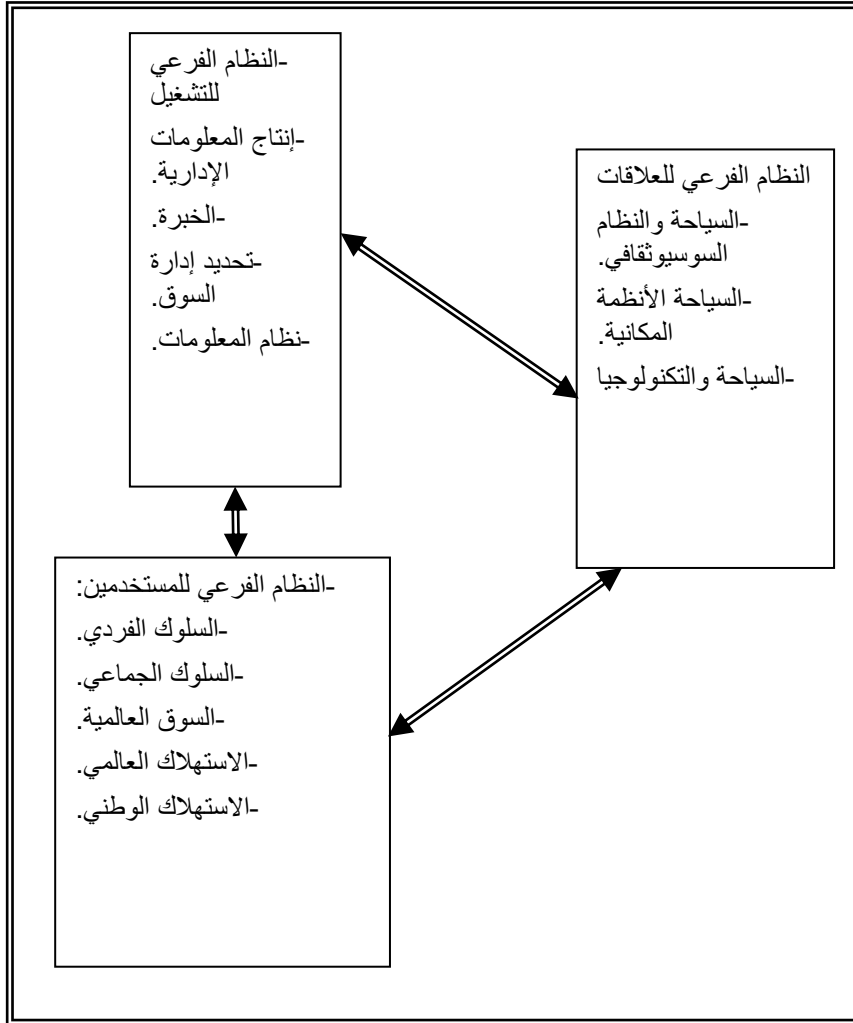 -النظام الفرعي
للتشغيل
-إنتاج المعلومات
الإدارية.
-الخبرة.
-تحديد إدارة
السوق.
-نظام المعلومات.
النظام الفرعي للعلاقات
-السياحة والنظام
السوسيوثقافي.
-السياحة الأنظمة
المكانية.
-السياحة والتكنولوجيا
-النظام الفرعي للمستخدمين:
-السلوك الفردي.
-السلوك الجماعي.
-السوق العالمية.
-الاستهلاك العالمي.
-الاستهلاك الوطني.